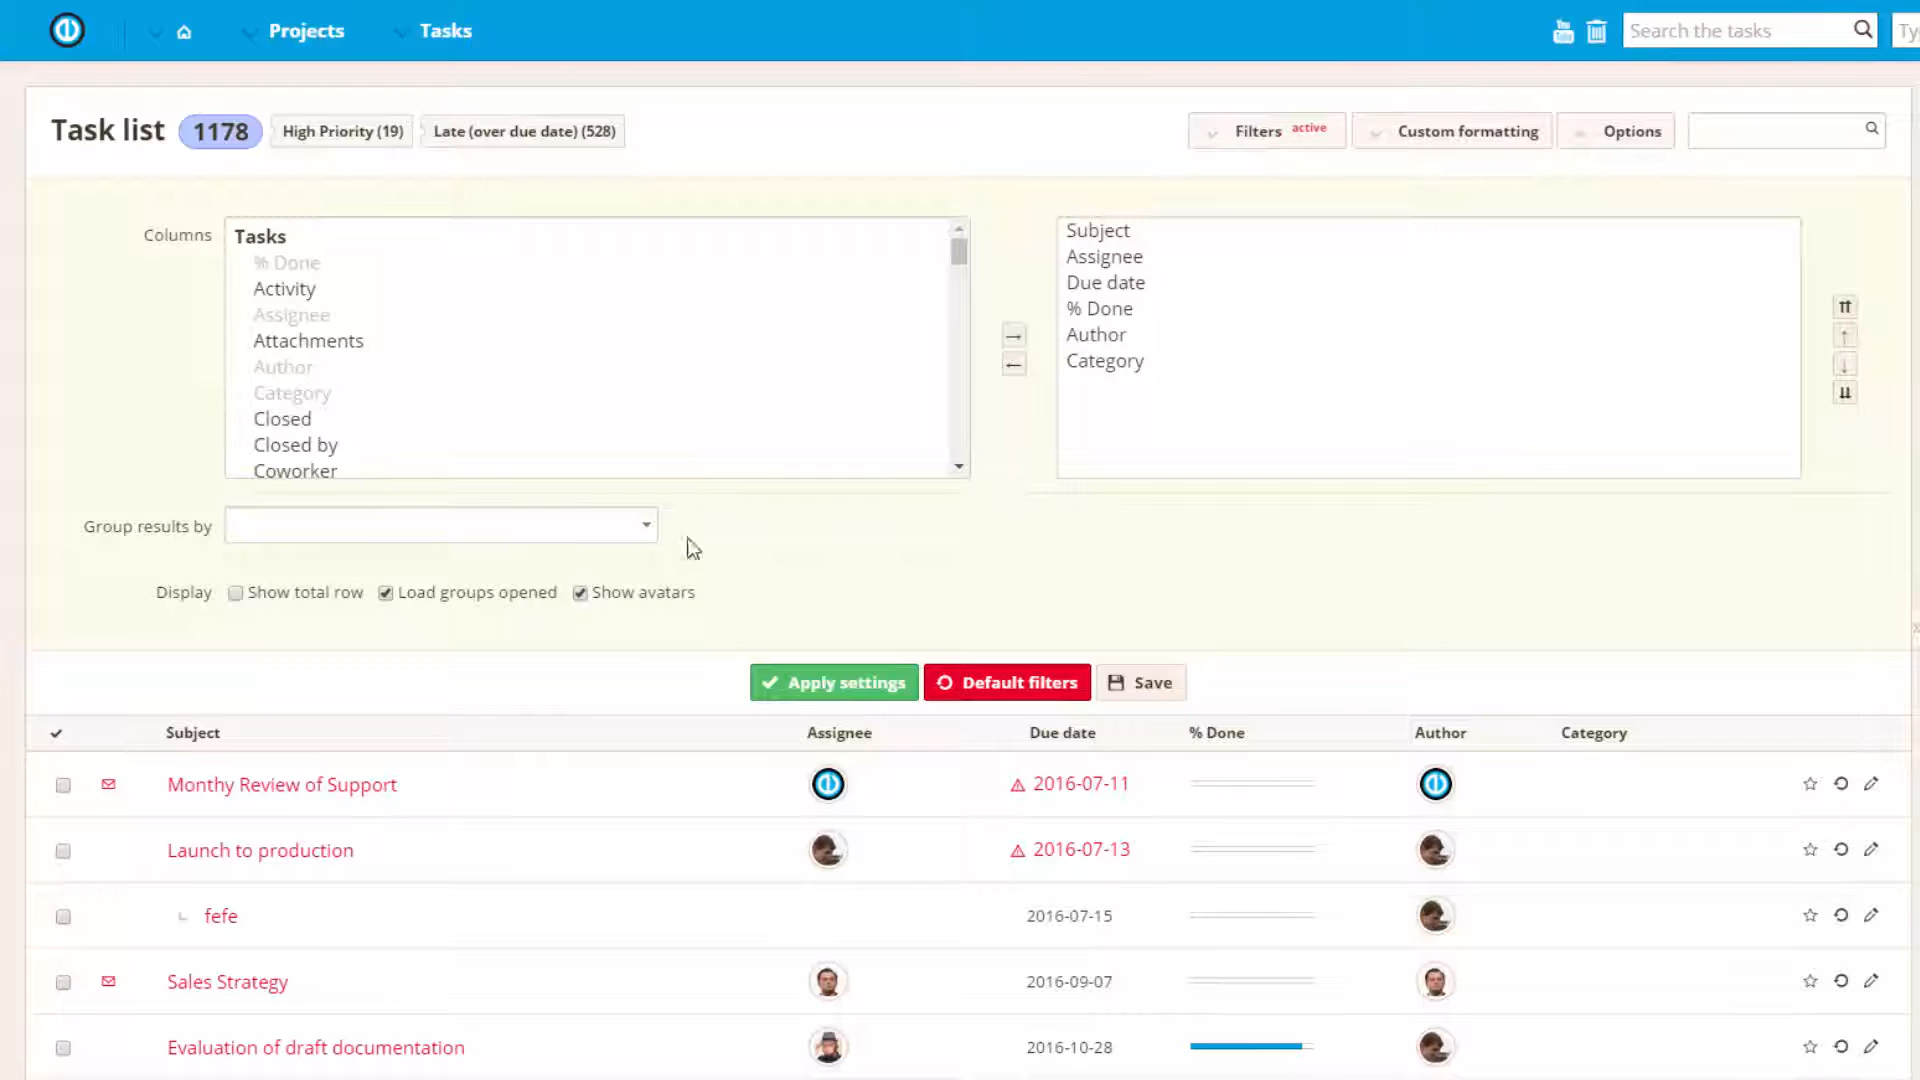 Projects
Tasks
You
Search the tasks
Ty
Task list 1178 High Priority (19) Late (over due date) (528)
Filters active
Custom formatting
Options
Columns
Tasks
% Done
Activity
Assignee
Attachments
Author
Category
Closed
Closed by
Coworker
Subject
Assignee
Due date
% Done
Author
Category
Group results by
Display Show total row Load groups opened Show avatars
Apply settings Default filters Save
Subject Assignee Due date % Done Author Category
Monthy Review of Support 2016-07-11
Launch to production 2016-07-13
fefe 2016-07-15
Sales Strategy 2016-09-07
Evaluation of draft documentation 2016-10-28